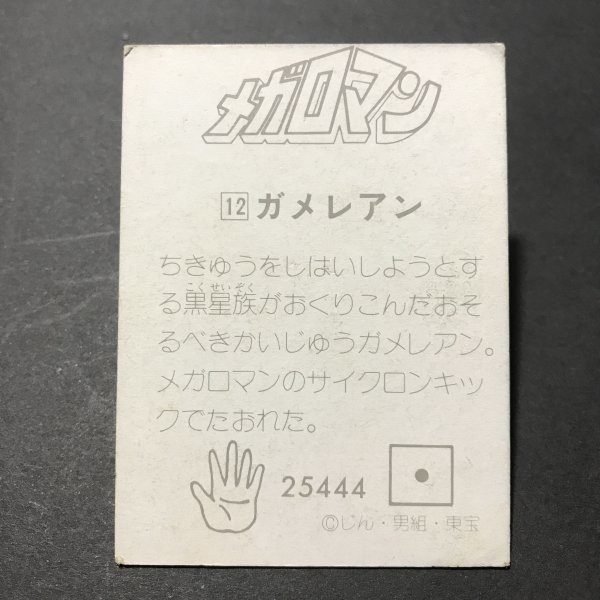 メガロマン
12 ガメレアン
ちきゅうをしはいしようとす
こくせいぞく
る黒星族がおくりこんだおそ
るべきかいじゅうガメレアン。
メガロマンのサイクロンキッ
クでたおれた。
25444
©じん・男組・東宝